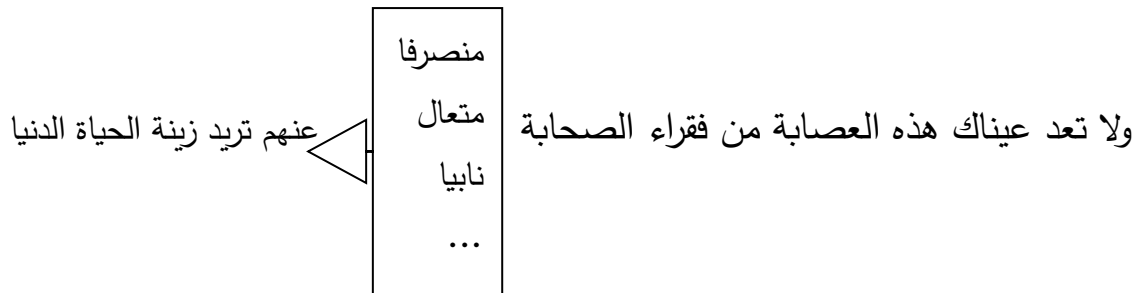 ولا تعد عيناك هذه العصابة من فقراء الصحابة
منصرفا
متعال
نابيا
...
عنهم تريد زينة الحياة الدنيا